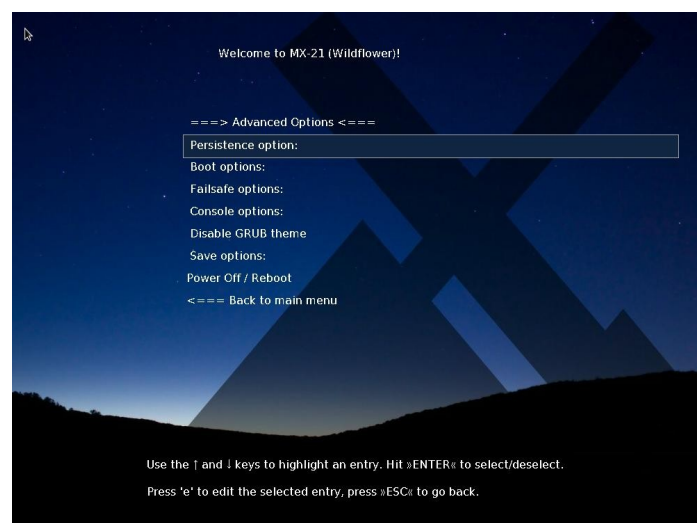 Welcome to MX-21 (Wildflower)!
===> Advanced Options <===
Persistence option:
Boot options:
Failsafe options:
Console options:
Disable GRUB theme
Save options:
Power Off / Reboot
<=== Back to main menu
Use the ↑ and ↓ keys to highlight an entry. Hit »ENTER« to select/deselect.
Press 'e' to edit the selected entry, press »ESC« to go back.